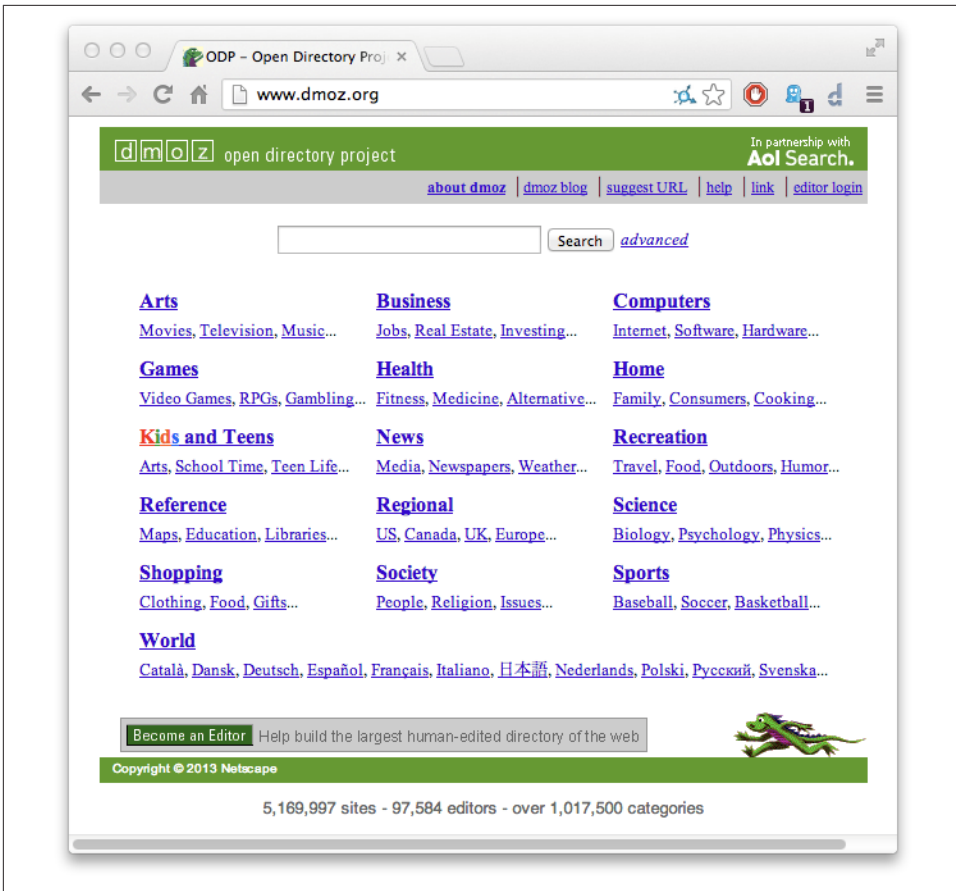 ODP – Open Directory Proj
www.dmoz.org
1
d
dmoz open directory project
In partnership with
Aol Search.
about dmoz | dmoz blog | suggest URL | help | link | editor login
Search advanced
Arts Business Computers
Movies, Television, Music... Jobs, Real Estate, Investing... Internet, Software, Hardware...
Games Health Home
Video Games, RPGs, Gambling... Fitness, Medicine, Alternative... Family, Consumers, Cooking...
Kids and Teens News Recreation
Arts, School Time, Teen Life... Media, Newspapers, Weather... Travel, Food, Outdoors, Humor...
Reference Regional Science
Maps, Education, Libraries... US, Canada, UK, Europe... Biology, Psychology, Physics...
Shopping Society Sports
Clothing, Food, Gifts... People, Religion, Issues... Baseball, Soccer, Basketball...
World
Català, Dansk, Deutsch, Español, Français, Italiano, 日本語, Nederlands, Polski, Русский, Svenska...
Become an Editor Help build the largest human-edited directory of the web
Copyright © 2013 Netscape
5,169,997 sites - 97,584 editors - over 1,017,500 categories